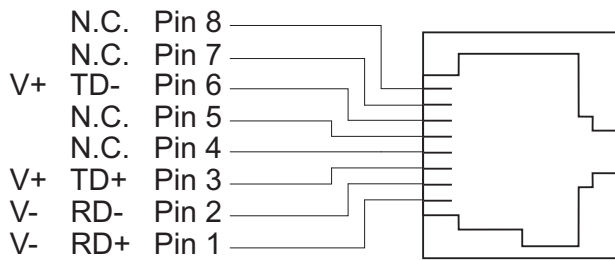 N.C. Pin 8
N.C. Pin 7
V+ TD- Pin 6
N.C. Pin 5
N.C. Pin 4
V+ TD+ Pin 3
V- RD- Pin 2
V- RD+ Pin 1